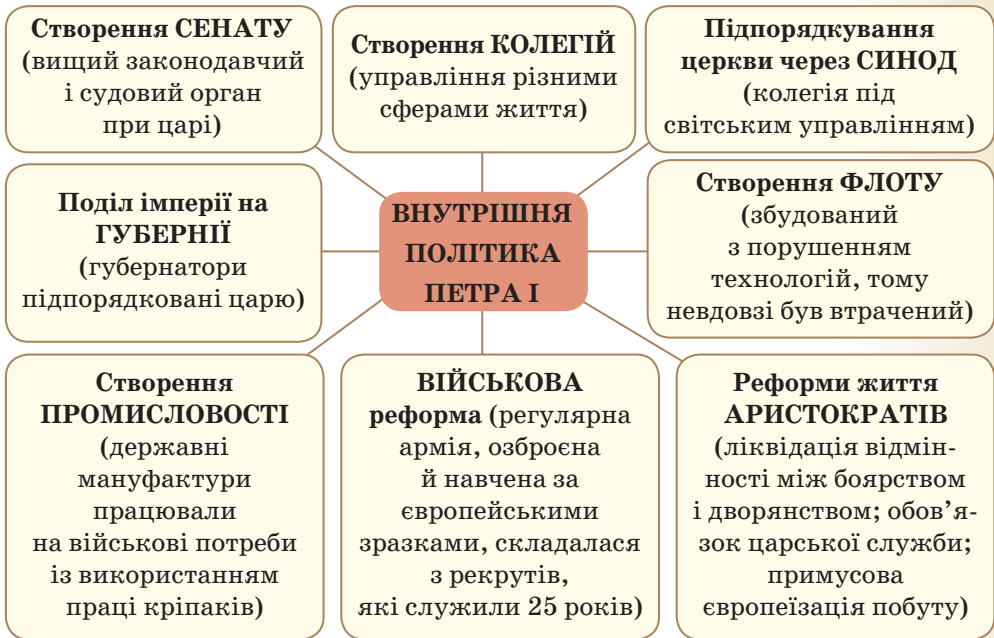 Створення СЕНАТУ
(вищий законодавчий
і судовий орган
при царі)
Створення КОЛЕГІЙ
(управління різними
сферами життя)
Підпорядкування
церкви через СИНОД
(колегія під
світським управлінням)
Поділ імперії на
ГУБЕРНІЇ
(губернатори
підпорядковані царю)
ВНУТРІШНЯ
ПОЛІТИКА
ПЕТРА І
Створення ФЛОТУ
(збудований
з порушенням
технологій, тому
невдовзі був втрачений)
Створення
ПРОМИСЛОВОСТІ
(державні
мануфактури
працювали
на військові потреби
із використанням
праці кріпаків)
ВІЙСЬКОВА
реформа (регулярна
армія, озброєна
й навчена за
європейськими
зразками, складалася
з рекрутів,
які служили 25 років)
Реформи життя
АРИСТОКРАТІВ
(ліквідація відмін-
ності між боярством
і дворянством; обов’я-
зок царської служби;
примусова
європеїзація побуту)